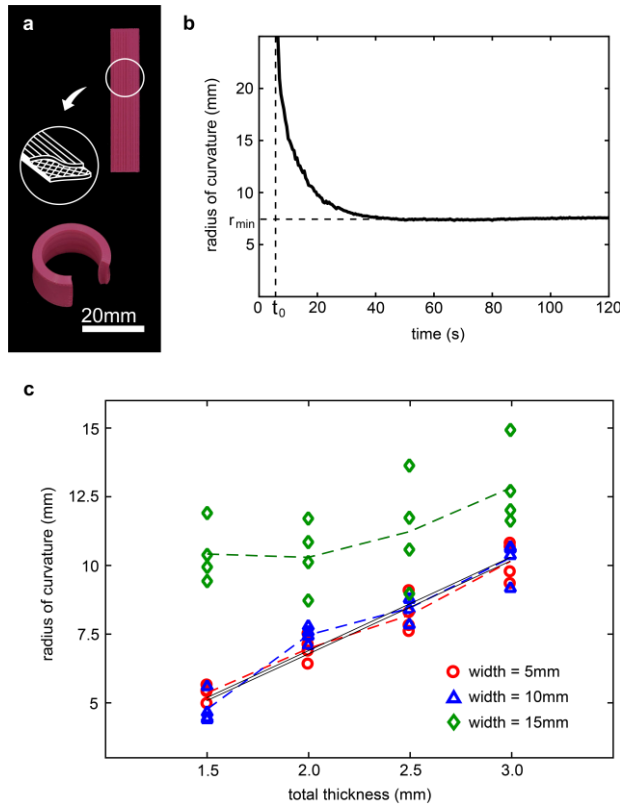 a
20mm
b
radius of curvature (mm)
20
15
10
r min
5
0
0
t0
20
40
60
80
100
120
time (s)
c
radius of curvature (mm)
15
12.5
10
7.5
5
1.5
2.0
2.5
3.0
total thickness (mm)
width = 5mm
width = 10mm
width = 15mm